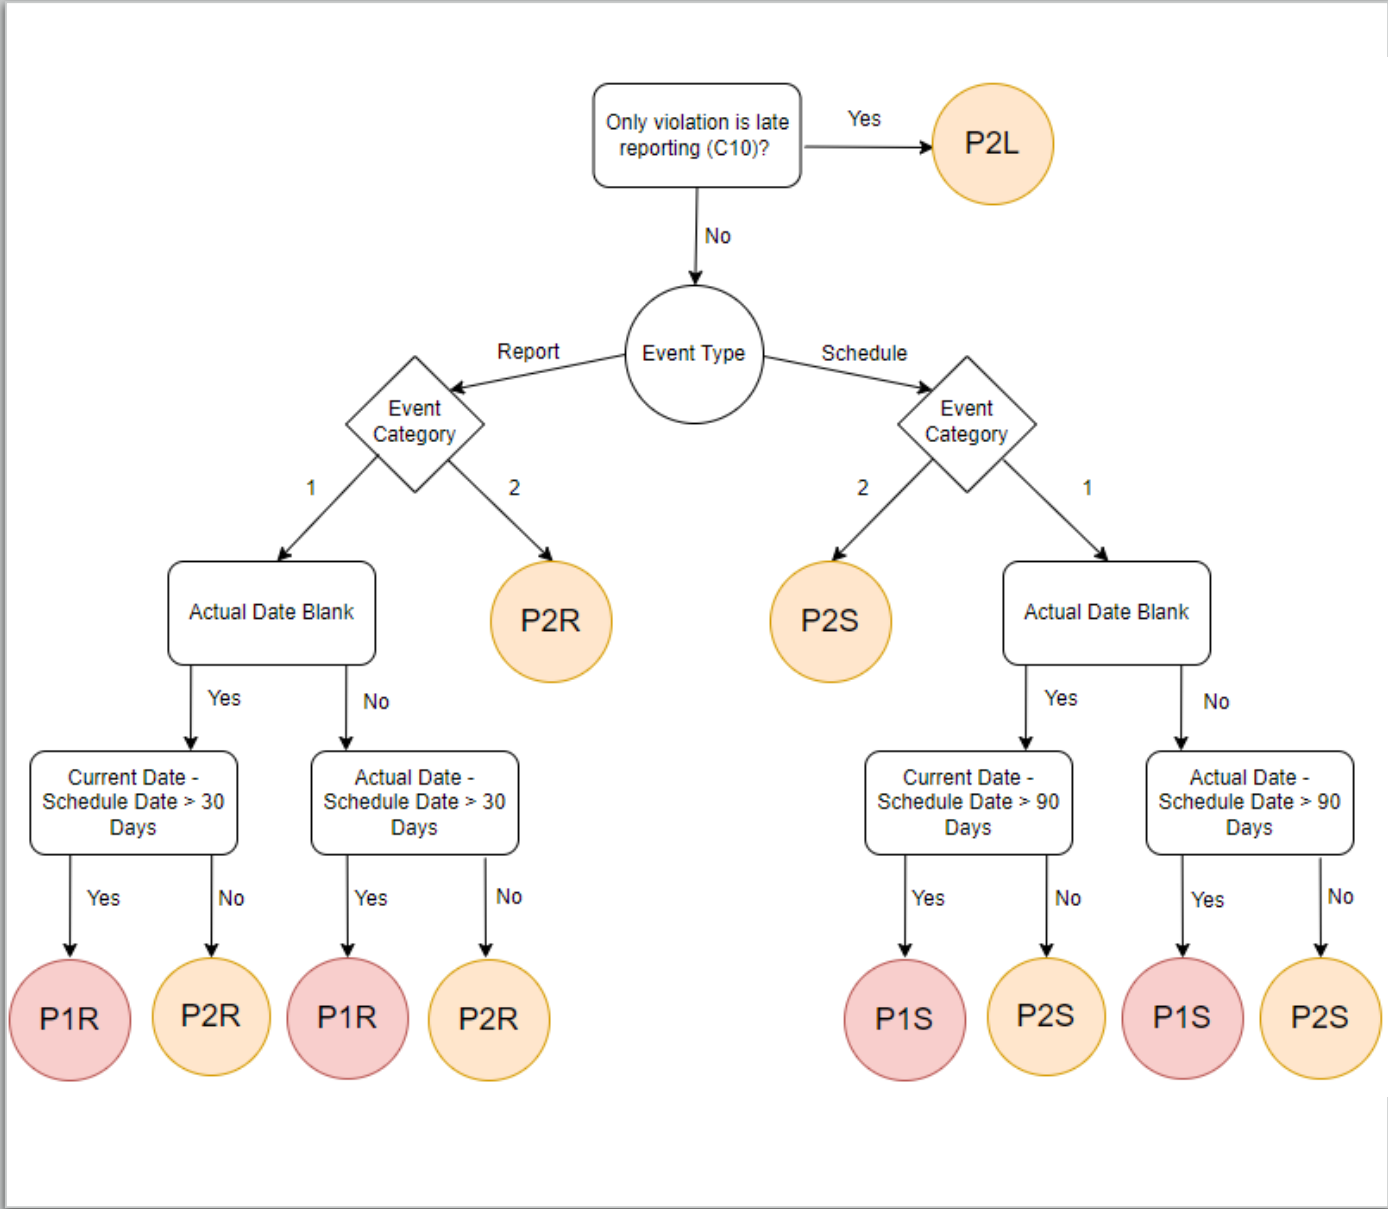 Only violation is late
reporting (C10)?
Yes
P2L
No
Event Type
Report
Schedule
Event
Category
Event
Category
1
2
2
1
Actual Date Blank
P2R
P2S
Actual Date Blank
Yes
No
Yes
No
Current Date -
Schedule Date > 30
Days
Actual Date -
Schedule Date > 30
Days
Current Date -
Schedule Date > 90
Days
Actual Date -
Schedule Date > 90
Days
Yes
No
Yes
No
Yes
No
Yes
No
P1R
P2R
P1R
P2R
P1S
P2S
P1S
P2S